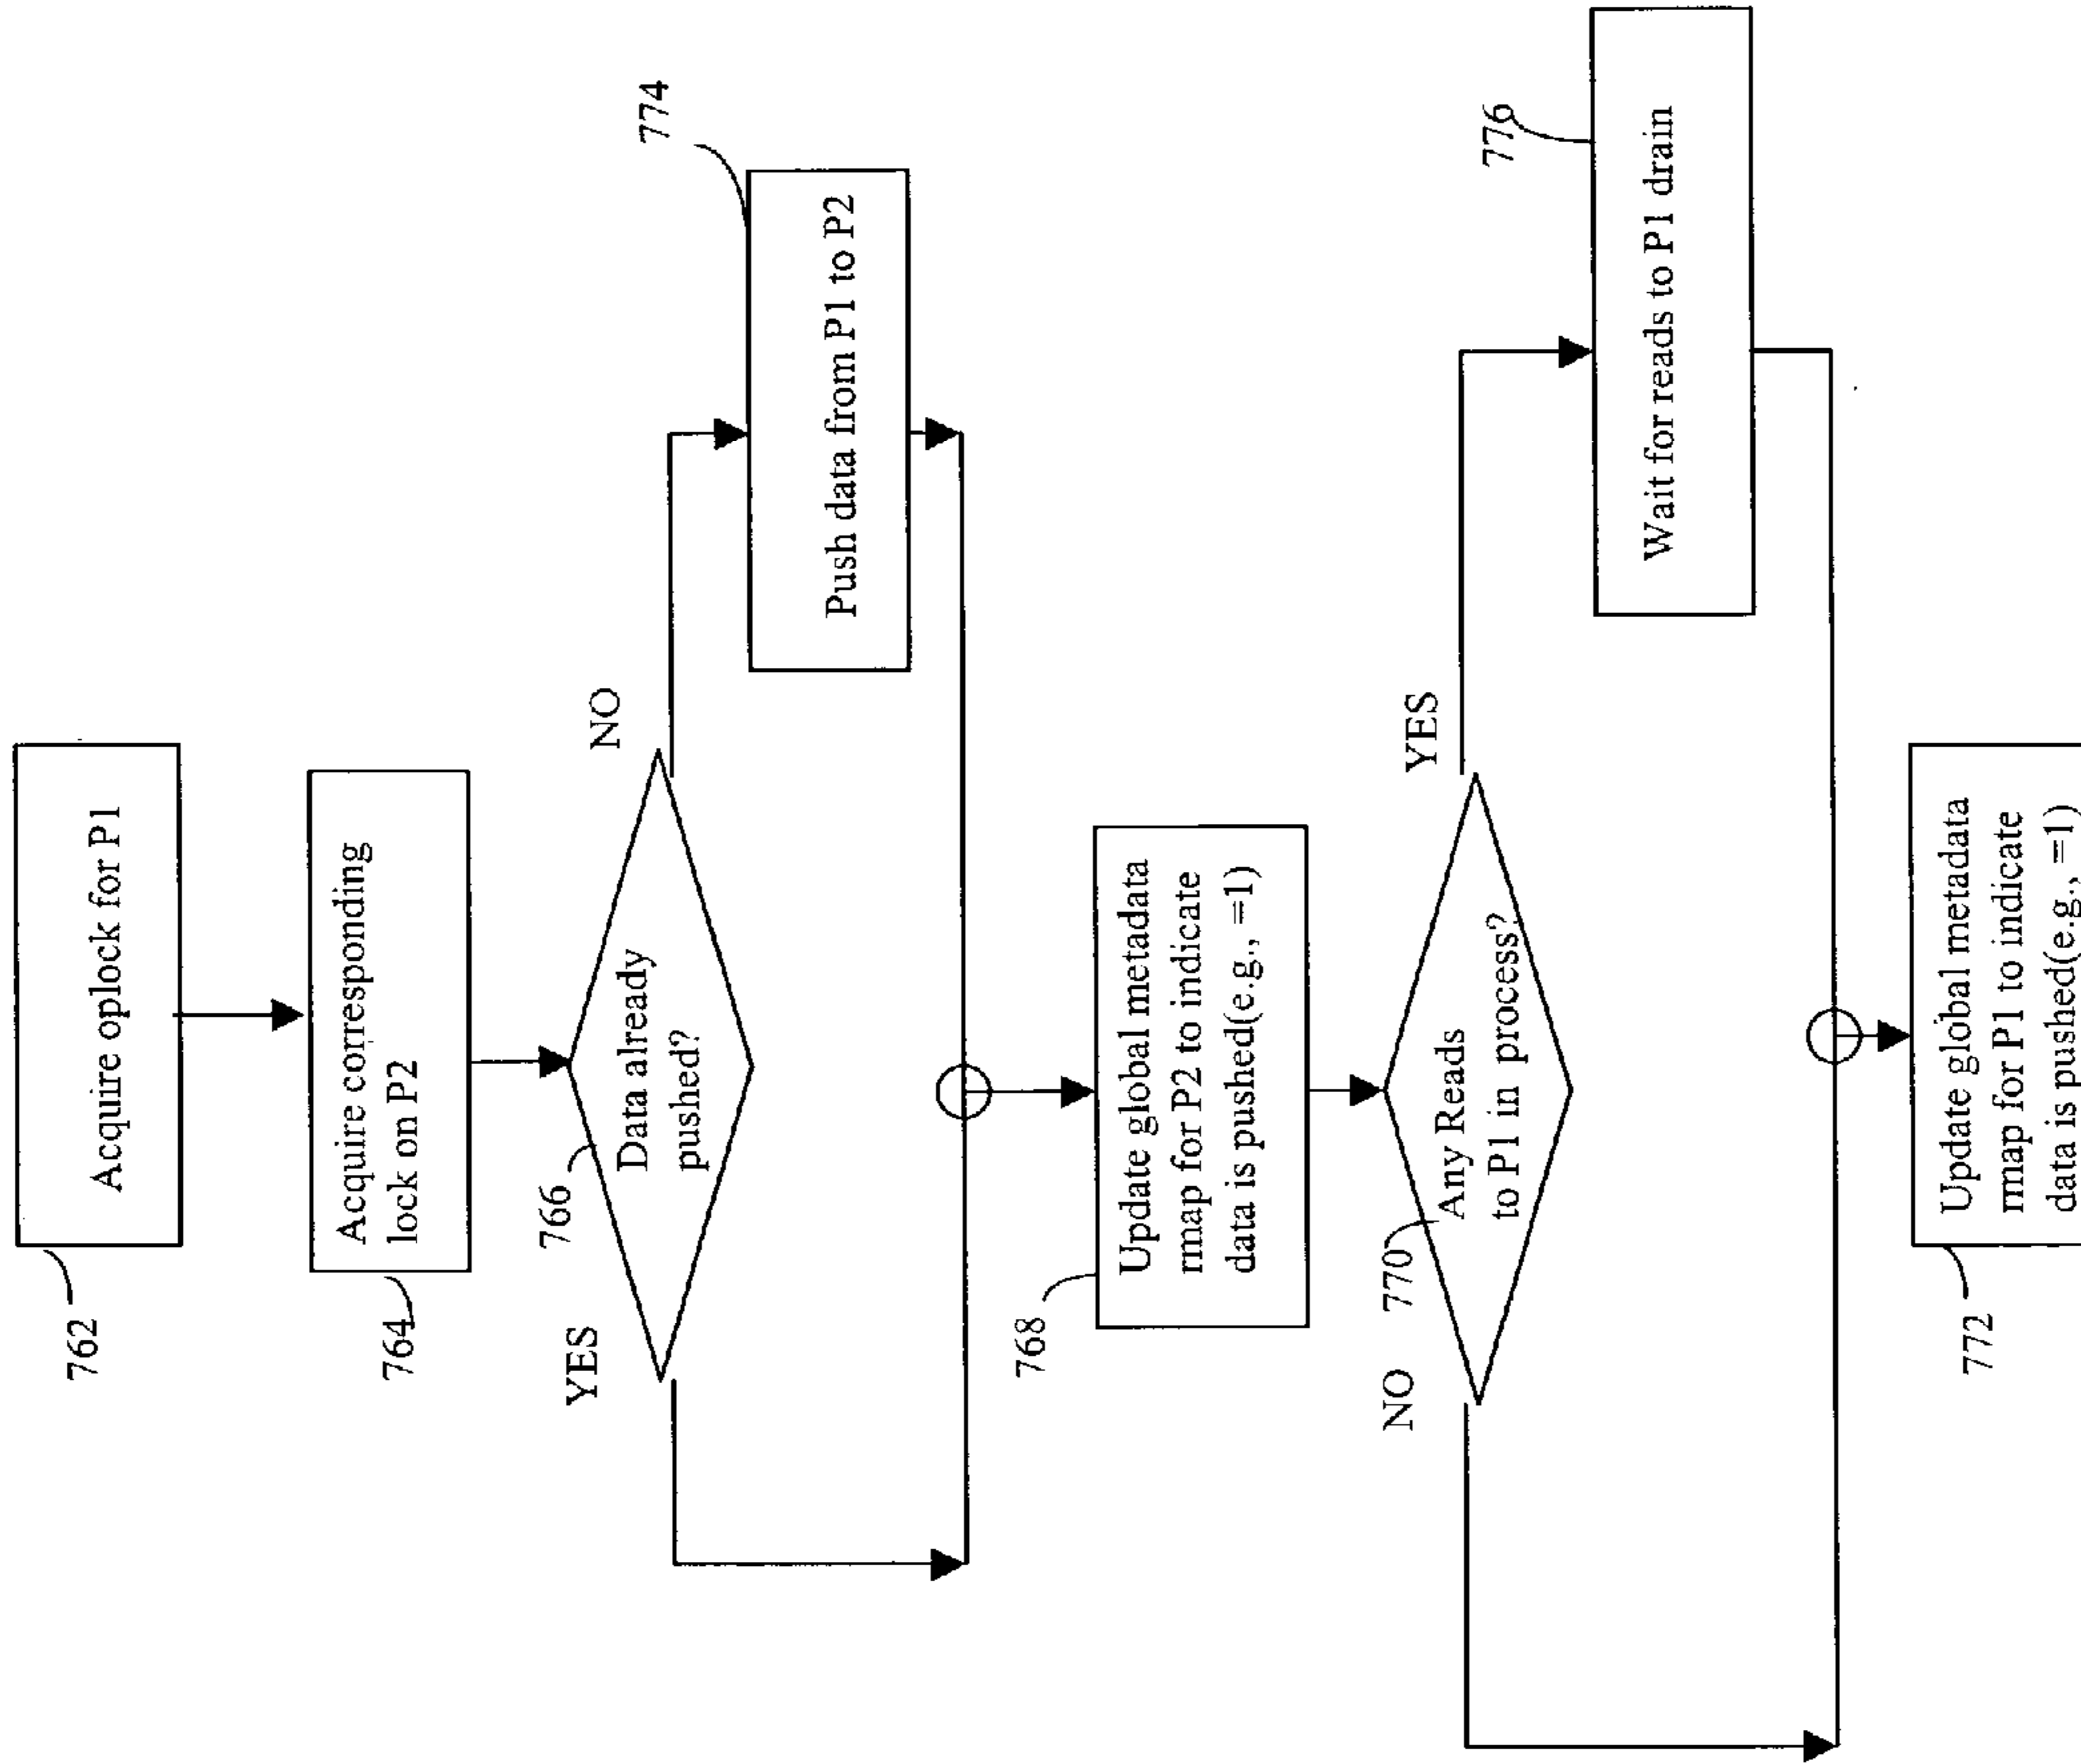 762
Acquire oplock for P1
764
Acquire corresponding
lock on P2
YES
766
Data already
pushed?
NO
774
Push data from P1 to P2
768
Update global metadata
rmap for P2 to indicate
data is pushed(e.g., =1)
NO
770
Any Reads
to P1 in process?
YES
776
Wait for reads to P1 drain
772
Update global metadata
rmap for P1 to indicate
data is pushed(e.g., =1)